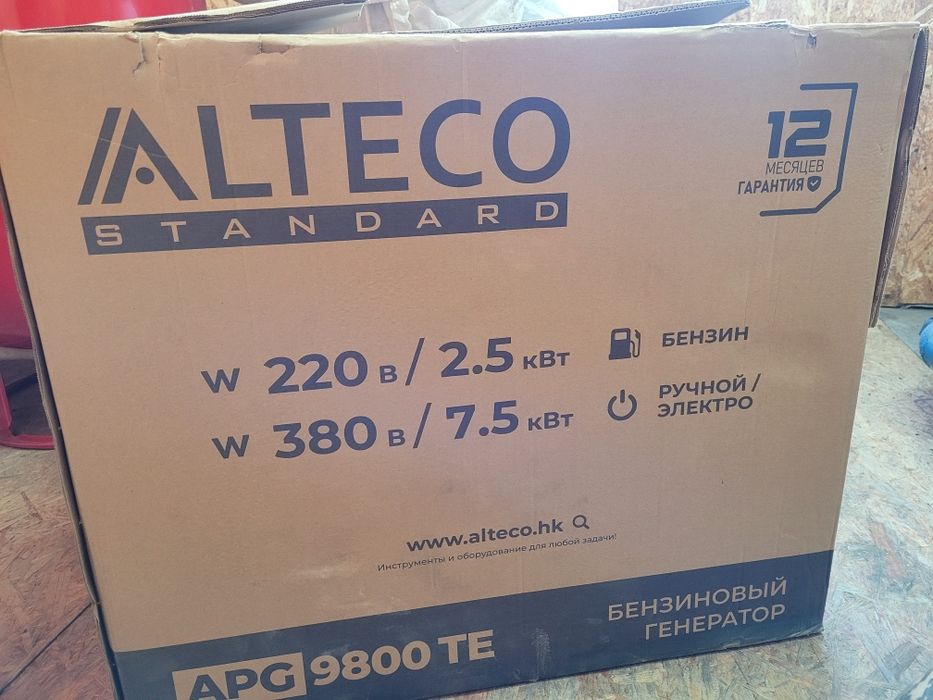 ALTECO
STANDARD
12
МЕСЯЦЕВ
ГАРАНТИЯ
W 220 В / 2.5 кВт
W 380 В / 7.5 кВт
БЕНЗИН
РУЧНОЙ /
ЭЛЕКТРО
www.alteco.hk
Инструменты и оборудование для любой задачи!
APG 9800 TE
БЕНЗИНОВЫЙ
ГЕНЕРАТОР